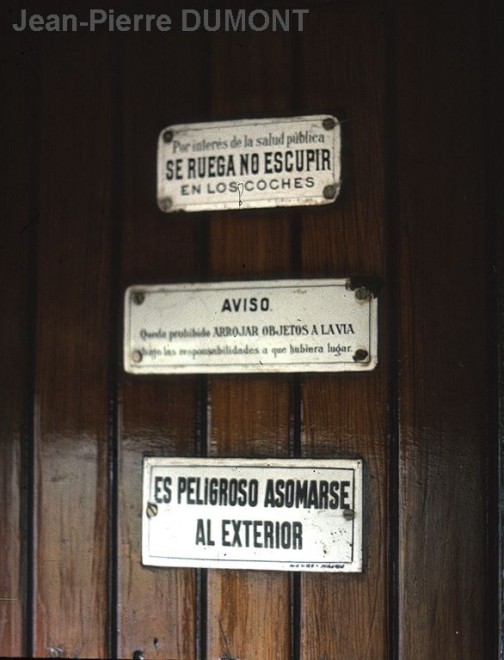 Jean-Pierre DUMONT
Por interés de la salud pública
SE RUEGA NO ESCUPIR
EN LOS COCHES
AVISO.
Queda prohibido ARROJAR OBJETOS A LA VIA
bajo las responsabilidades a que hubiera lugar.
ES PELIGROSO ASOMARSE
AL EXTERIOR